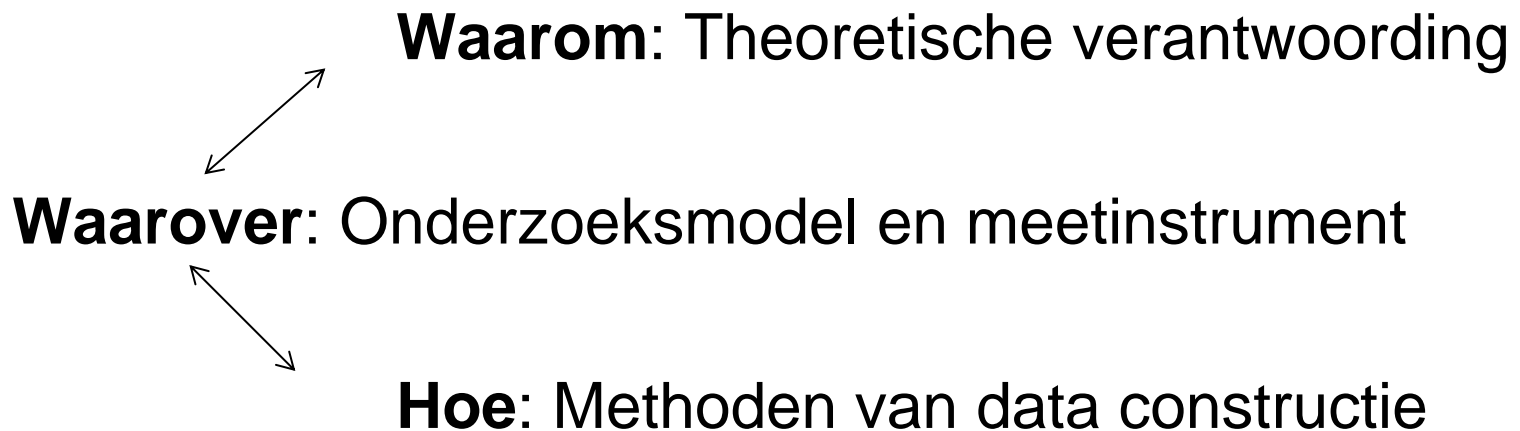 Waarom: Theoretische verantwoording
Waarover: Onderzoeksmodel en meetinstrument
Hoe: Methoden van data constructie